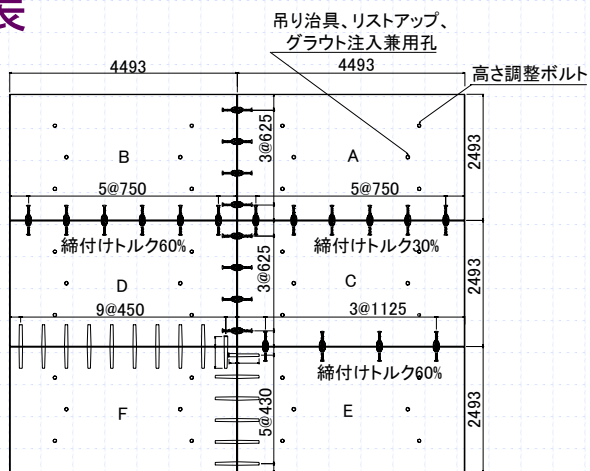 装
吊り治具、リストアップ、
グラウト注入兼用孔
高さ調整ボルト
4493
4493
B
A
3@625
2493
5@750
5@750
締付けトルク60%
締付けトルク30%
D
C
3@625
2493
9@450
3@1125
締付けトルク60%
F
E
5@430
2493